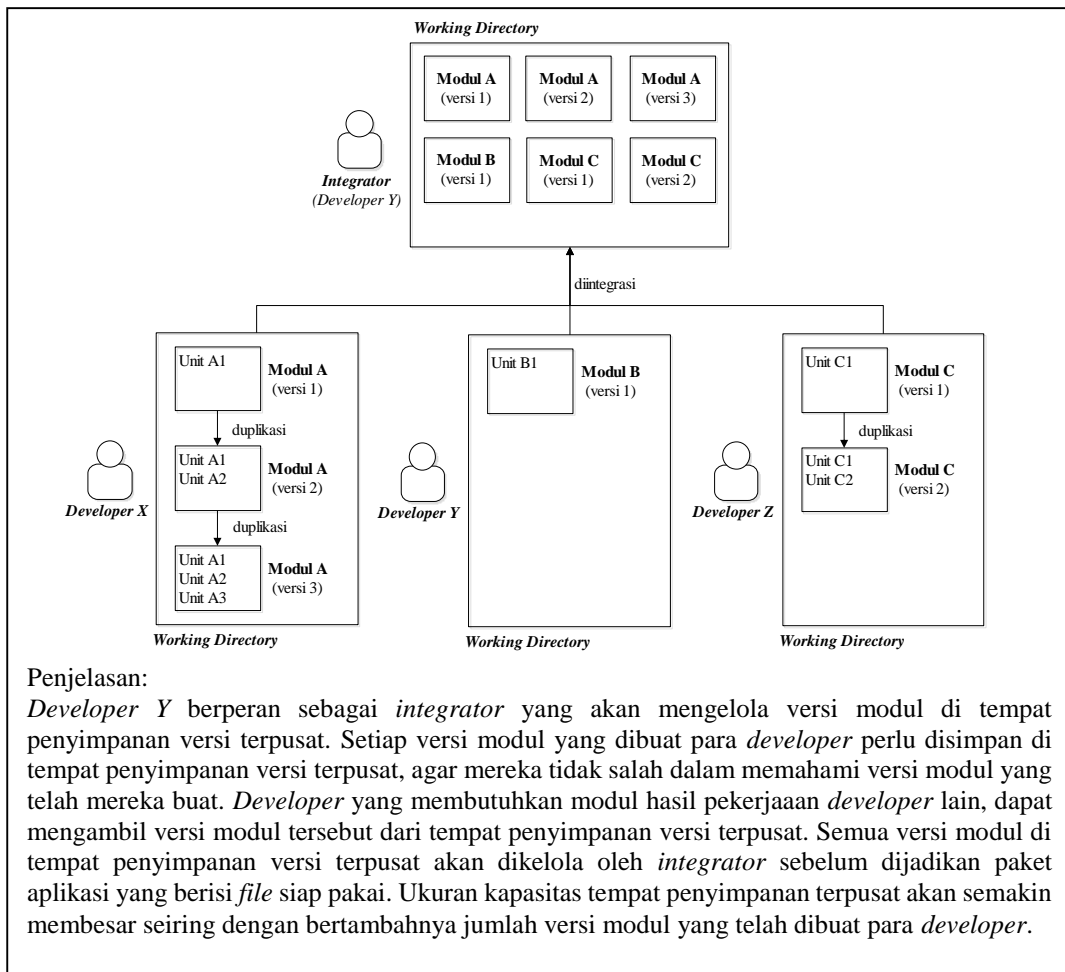 Working Directory
Modul A
(versi 1)
Modul A
(versi 2)
Modul A
(versi 3)
Modul B
(versi 1)
Modul C
(versi 1)
Modul C
(versi 2)
Integrator
(Developer Y)
diintegrasi
Unit A1
Modul A
(versi 1)
duplikasi
Unit A1
Unit A2
Modul A
(versi 2)
duplikasi
Unit A1
Unit A2
Unit A3
Modul A
(versi 3)
Developer X
Working Directory
Unit B1
Modul B
(versi 1)
Developer Y
Working Directory
Unit C1
Modul C
(versi 1)
duplikasi
Unit C1
Unit C2
Modul C
(versi 2)
Developer Z
Working Directory
Penjelasan:
Developer Y berperan sebagai integrator yang akan mengelola versi modul di tempat
penyimpanan versi terpusat. Setiap versi modul yang dibuat para developer perlu disimpan di
tempat penyimpanan versi terpusat, agar mereka tidak salah dalam memahami versi modul yang
telah mereka buat. Developer yang membutuhkan modul hasil pekerjaaan developer lain, dapat
mengambil versi modul tersebut dari tempat penyimpanan versi terpusat. Semua versi modul di
tempat penyimpanan versi terpusat akan dikelola oleh integrator sebelum dijadikan paket
aplikasi yang berisi file siap pakai. Ukuran kapasitas tempat penyimpanan terpusat akan semakin
membesar seiring dengan bertambahnya jumlah versi modul yang telah dibuat para developer.